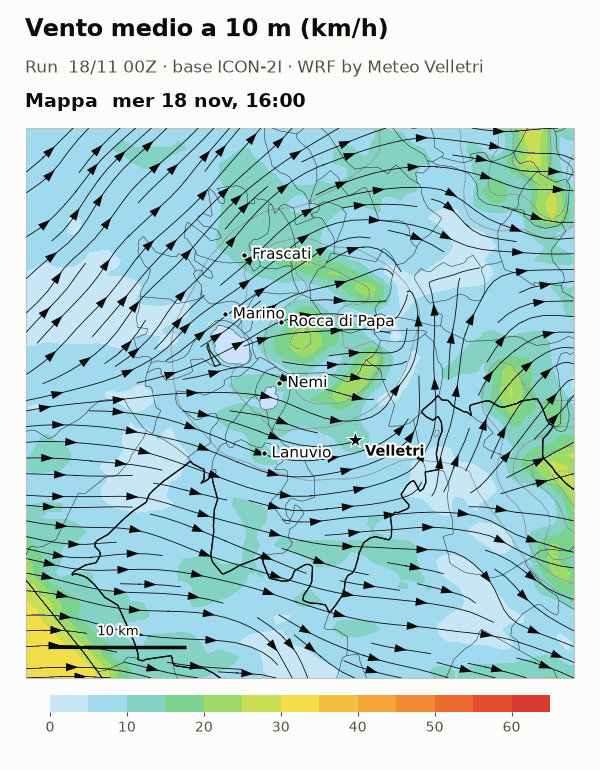 Vento medio a 10 m (km/h)
Run  18/11 00Z · base ICON-2I · WRF by Meteo Velletri
Mappa  mer 18 nov, 16:00
Frascati
Marino
Rocca di Papa
Nemi
Velletri
Lanuvio
10 km
0 10 20 30 40 50 60